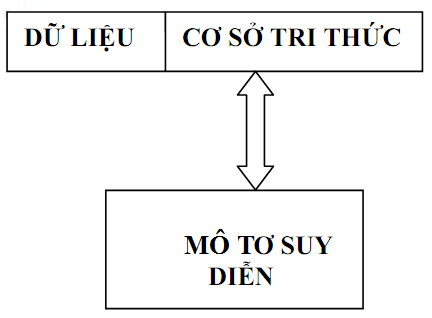 DỮ LIỆU
CƠ SỞ TRI THỨC
MÔ TƠ SUY
DIỄN